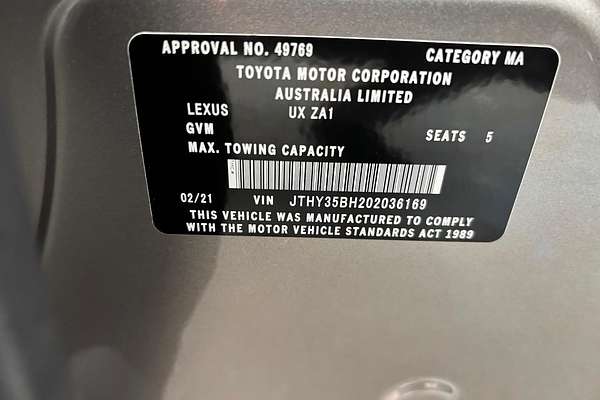 APPROVAL NO. 49769 CATEGORY MA
TOYOTA MOTOR CORPORATION
AUSTRALIA LIMITED
LEXUS UX ZA1
GVM SEATS 5
MAX. TOWING CAPACITY
02/21 VIN JTHY35BH202036169
THIS VEHICLE WAS MANUFACTURED TO COMPLY
WITH THE MOTOR VEHICLE STANDARDS ACT 1989